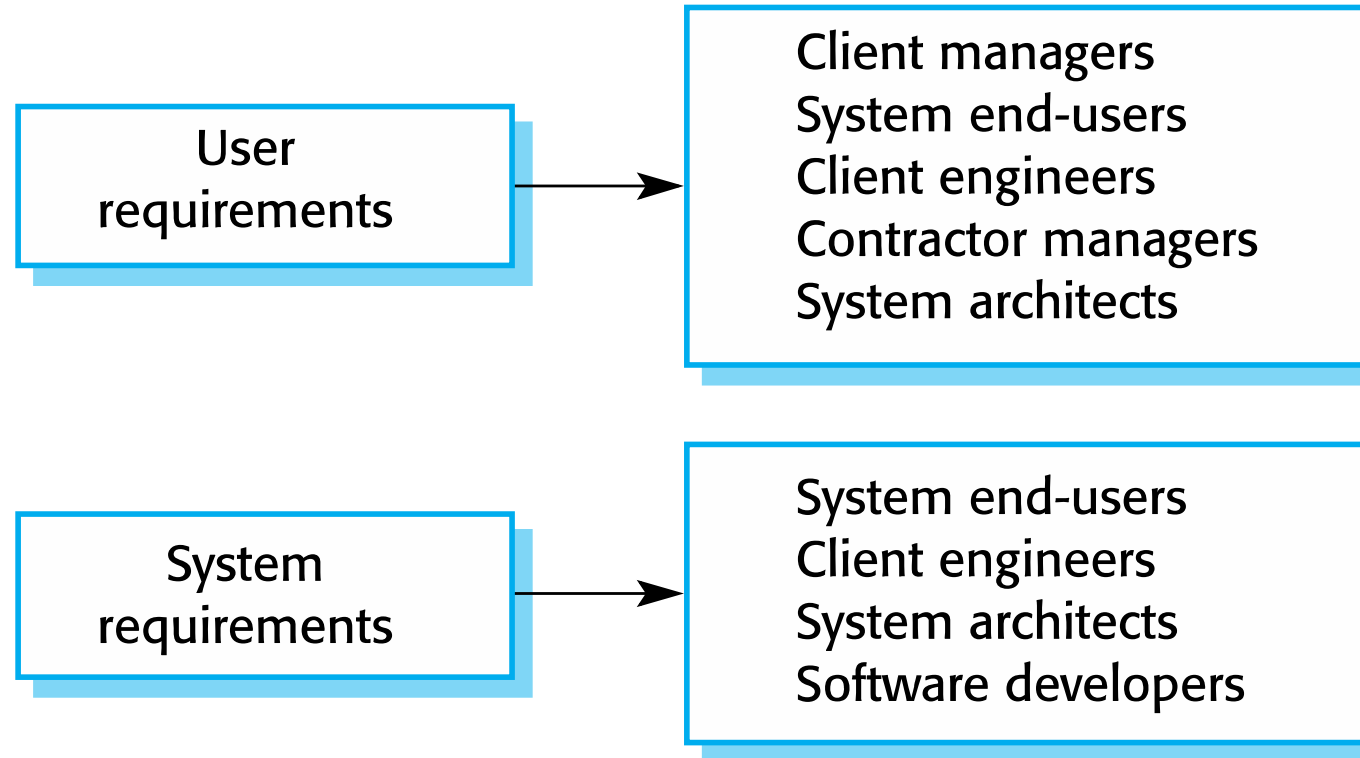 User
requirements
Client managers
System end-users
Client engineers
Contractor managers
System architects
System
requirements
System end-users
Client engineers
System architects
Software developers